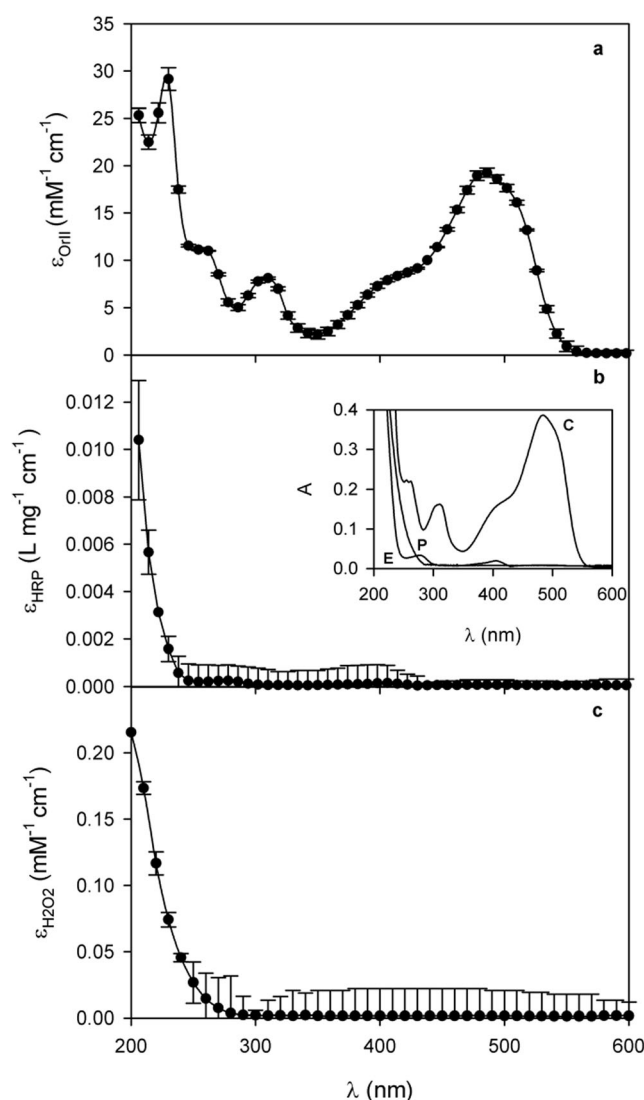 a
35
30
25
20
15
10
5
0
ε_OrII (mM⁻¹ cm⁻¹)
b
0.012
0.010
0.008
0.006
0.004
0.002
0.000
ε_HRP (L mg⁻¹ cm⁻¹)
0.4
0.3
0.2
0.1
0.0
A
C
P
E
200 300 400 500 600
λ (nm)
c
0.20
0.15
0.10
0.05
0.00
ε_H2O2 (mM⁻¹ cm⁻¹)
200 300 400 500 600
λ (nm)